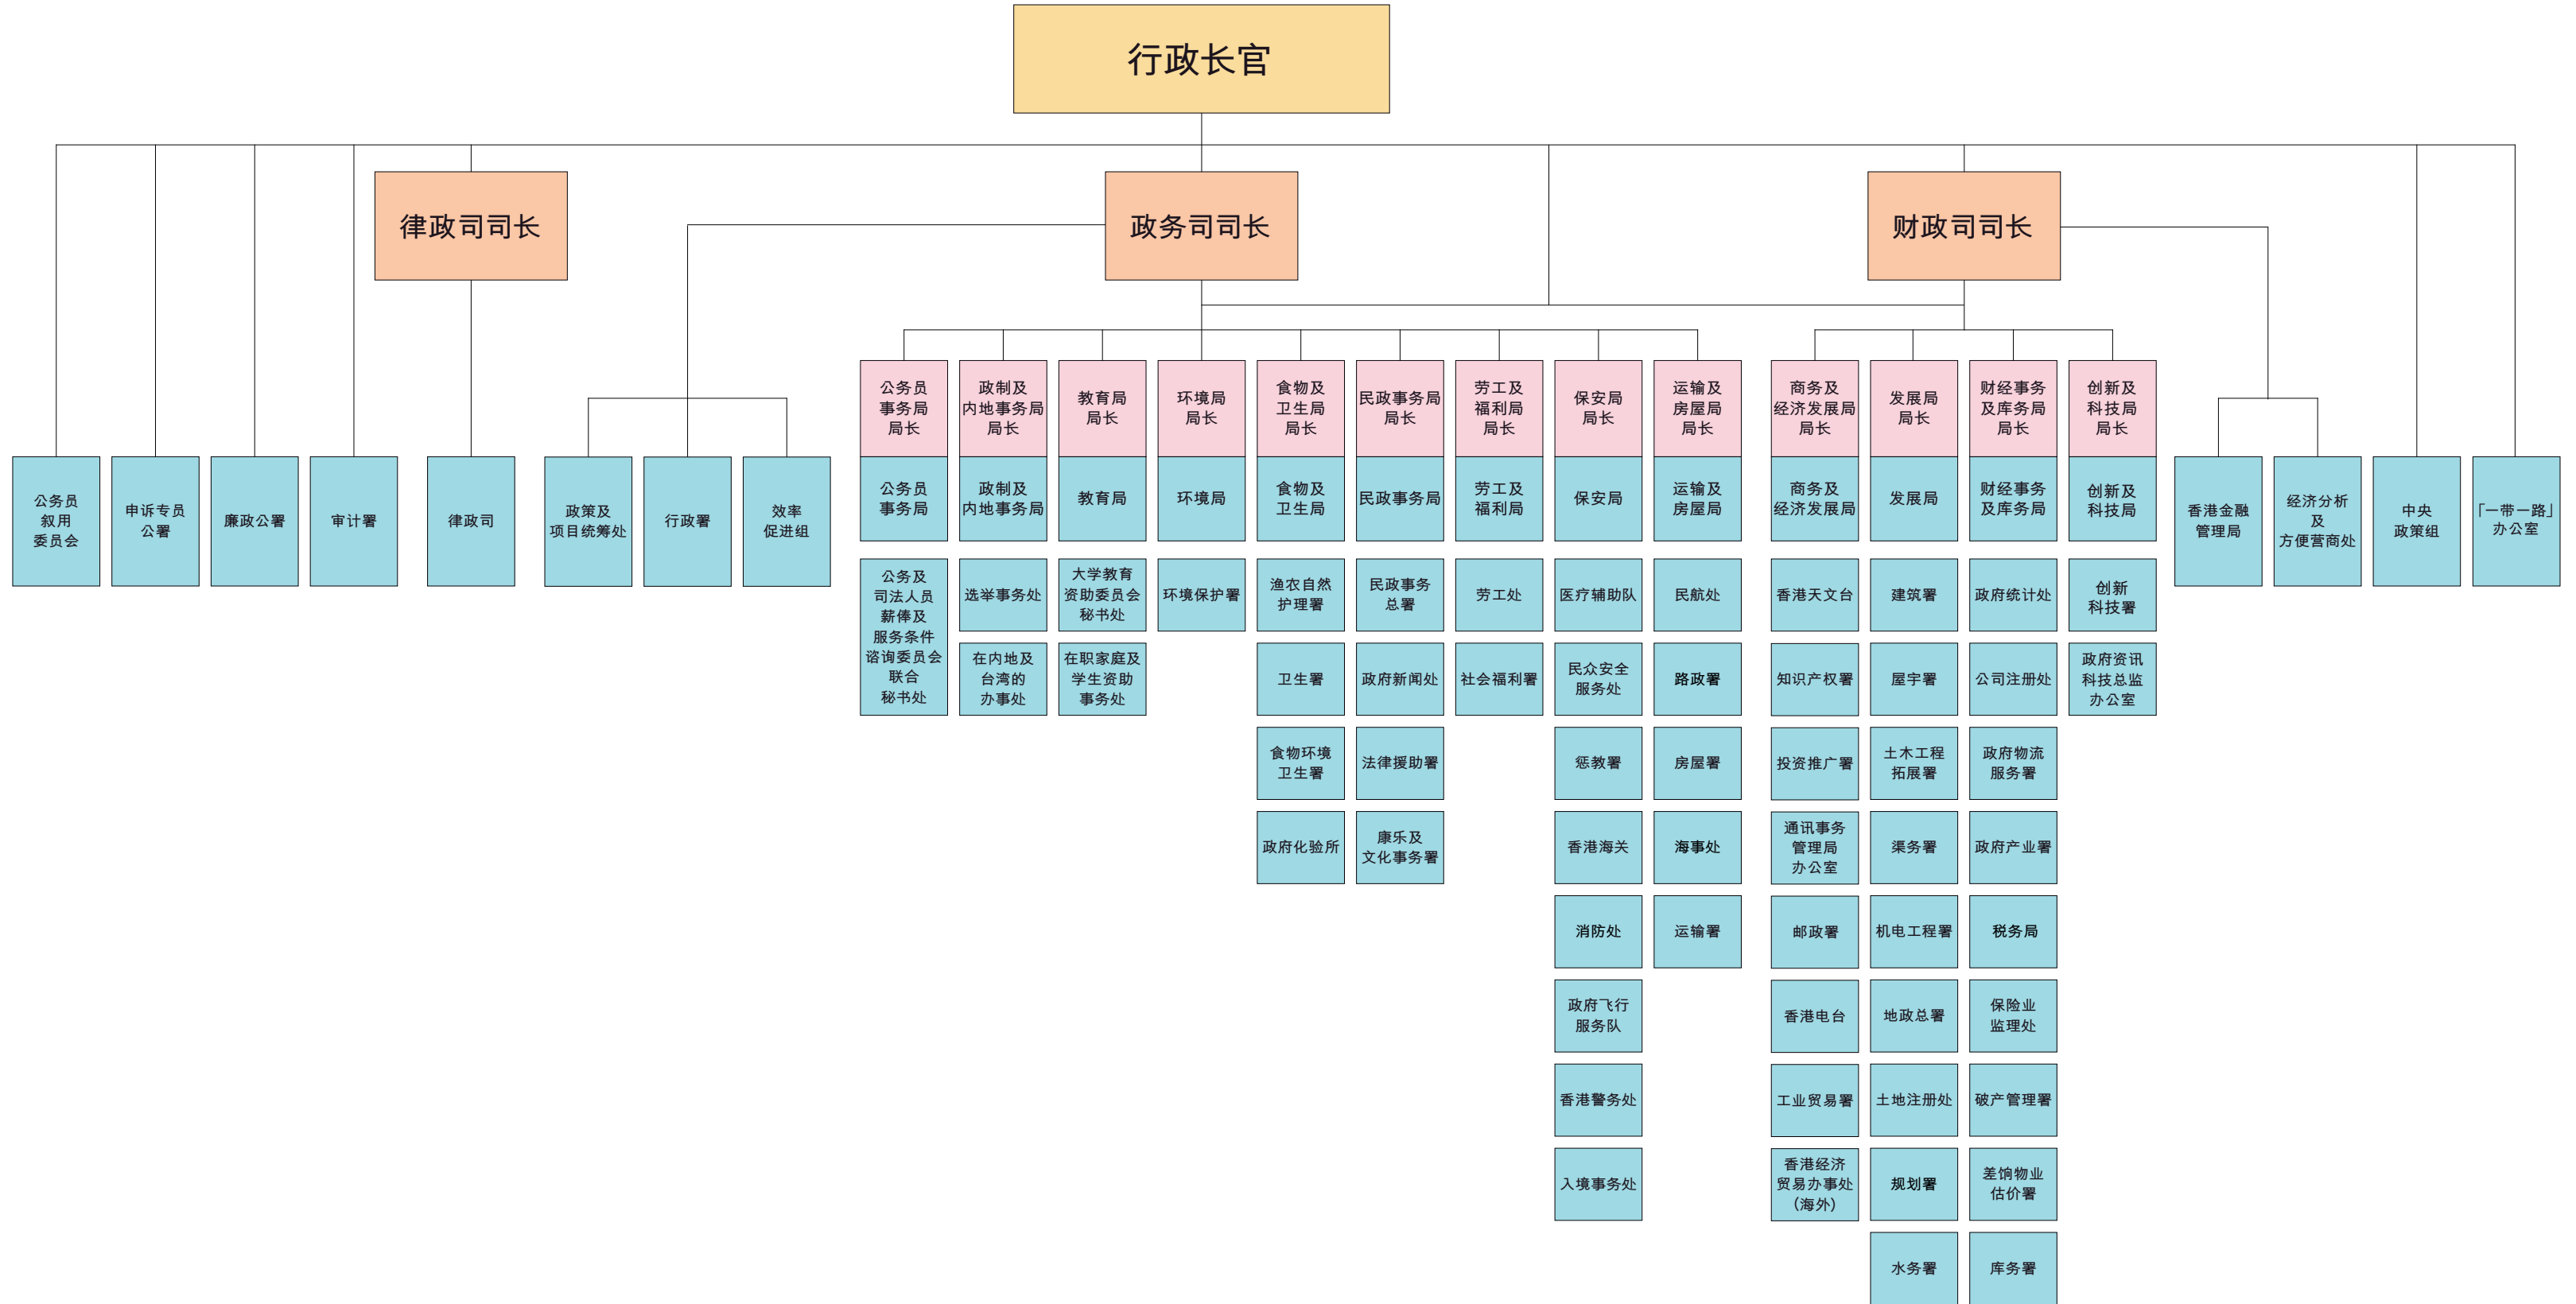 行政长官
律政司司长
政务司司长
财政司司长
公务员
事务局
局长
政制及
内地事务局
局长
教育局
局长
环境局
局长
食物及
卫生局
局长
民政事务局
局长
劳工及
福利局
局长
保安局
局长
运输及
房屋局
局长
商务及
经济发展局
局长
发展局
局长
财经事务
及库务局
局长
创新及
科技局
局长
公务员
叙用
委员会
申诉专员
公署
廉政公署
审计署
律政司
政策及
项目统筹处
行政署
效率
促进组
公务员
事务局
政制及
内地事务局
教育局
环境局
食物及
卫生局
民政事务局
劳工及
福利局
保安局
运输及
房屋局
商务及
经济发展局
发展局
财经事务
及库务局
创新及
科技局
香港金融
管理局
经济分析
及
方便营商处
中央
政策组
「一带一路」
办公室
公务及
司法人员
薪俸及
服务条件
谘询委员会
联合
秘书处
选举事务处
大学教育
资助委员会
秘书处
环境保护署
渔农自然
护理署
民政事务
总署
劳工处
医疗辅助队
民航处
香港天文台
建筑署
政府统计处
创新
科技署
在内地及
台湾的
办事处
在职家庭及
学生资助
事务处
卫生署
政府新闻处
社会福利署
民众安全
服务处
路政署
知识产权署
屋宇署
公司注册处
政府资讯
科技总监
办公室
食物环境
卫生署
法律援助署
惩教署
房屋署
投资推广署
土木工程
拓展署
政府物流
服务署
政府化验所
康乐及
文化事务署
香港海关
海事处
通讯事务
管理局
办公室
渠务署
政府产业署
消防处
运输署
邮政署
机电工程署
税务局
政府飞行
服务队
香港电台
地政总署
保险业
监理处
香港警务处
工业贸易署
土地注册处
破产管理署
入境事务处
香港经济
贸易办事处
(海外)
规划署
差饷物业
估价署
水务署
库务署